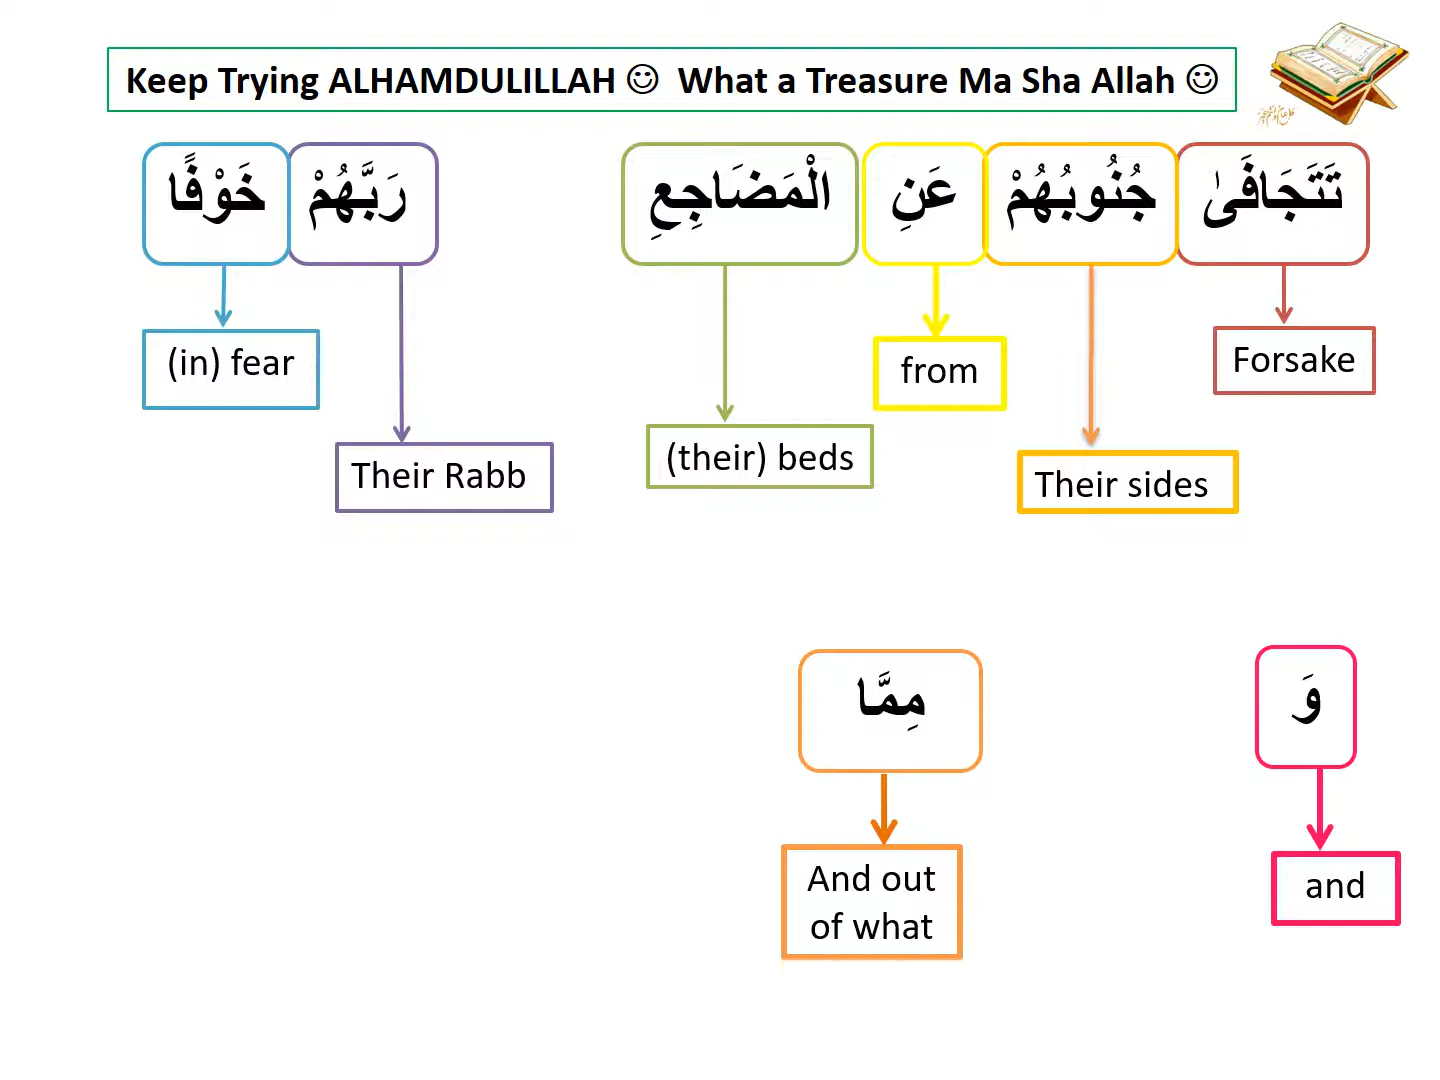 Keep Trying ALHAMDULILLAH ☺ What a Treasure Ma Sha Allah ☺
تَتَجَافَىٰ جُنُوبُهُمْ عَنِ الْمَضَاجِعِ رَبَّهُمْ خَوْفًا
(in) fear
from
Forsake
Their Rabb
(their) beds
Their sides
وَ مِمَّا
And out
of what
and